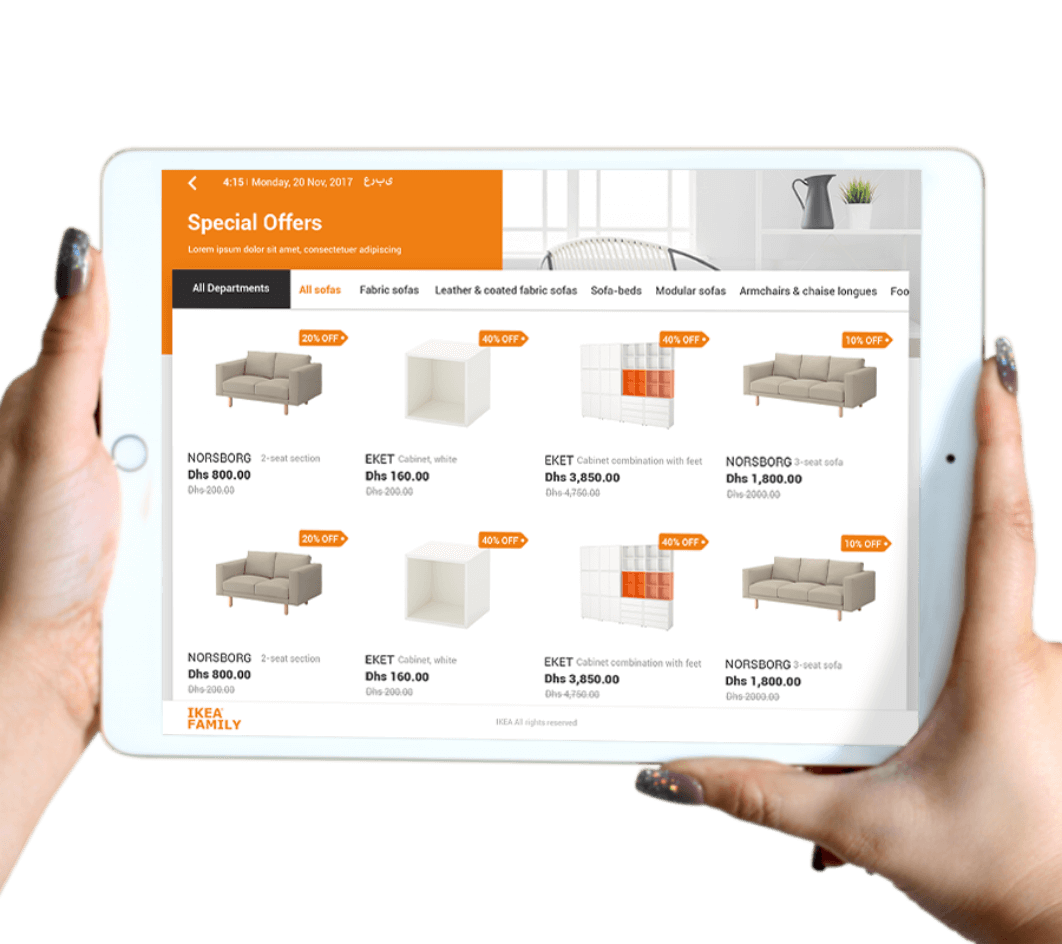 4:15 | Monday, 20 Nov, 2017 ىبرع
Special Offers
Lorem ipsum dolor sit amet, consectetuer adipiscing
All Departments All sofas Fabric sofas Leather & coated fabric sofas Sofa-beds Modular sofas Armchairs & chaise longues Foo
20% OFF 40% OFF 40% OFF 10% OFF
NORSBORG 2-seat section
Dhs 800.00
Dhs 200.00
EKET Cabinet, white
Dhs 160.00
Dhs 200.00
EKET Cabinet combination with feet
Dhs 3,850.00
Dhs 4,750.00
NORSBORG 3-seat sofa
Dhs 1,800.00
Dhs 2000.00
20% OFF 40% OFF 40% OFF 10% OFF
NORSBORG 2-seat section
Dhs 800.00
Dhs 200.00
EKET Cabinet, white
Dhs 160.00
Dhs 200.00
EKET Cabinet combination with feet
Dhs 3,850.00
Dhs 4,750.00
NORSBORG 3-seat sofa
Dhs 1,800.00
Dhs 2000.00
IKEA
FAMILY
IKEA All rights reserved